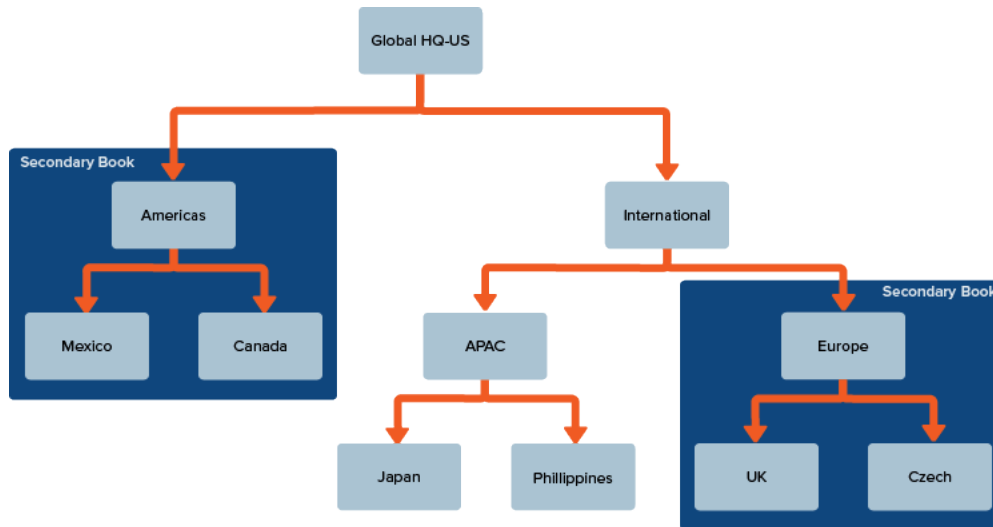 Global HQ-US
Secondary Book
Americas
International
Secondary Book
Mexico
Canada
APAC
Europe
Japan
Phillippines
UK
Czech